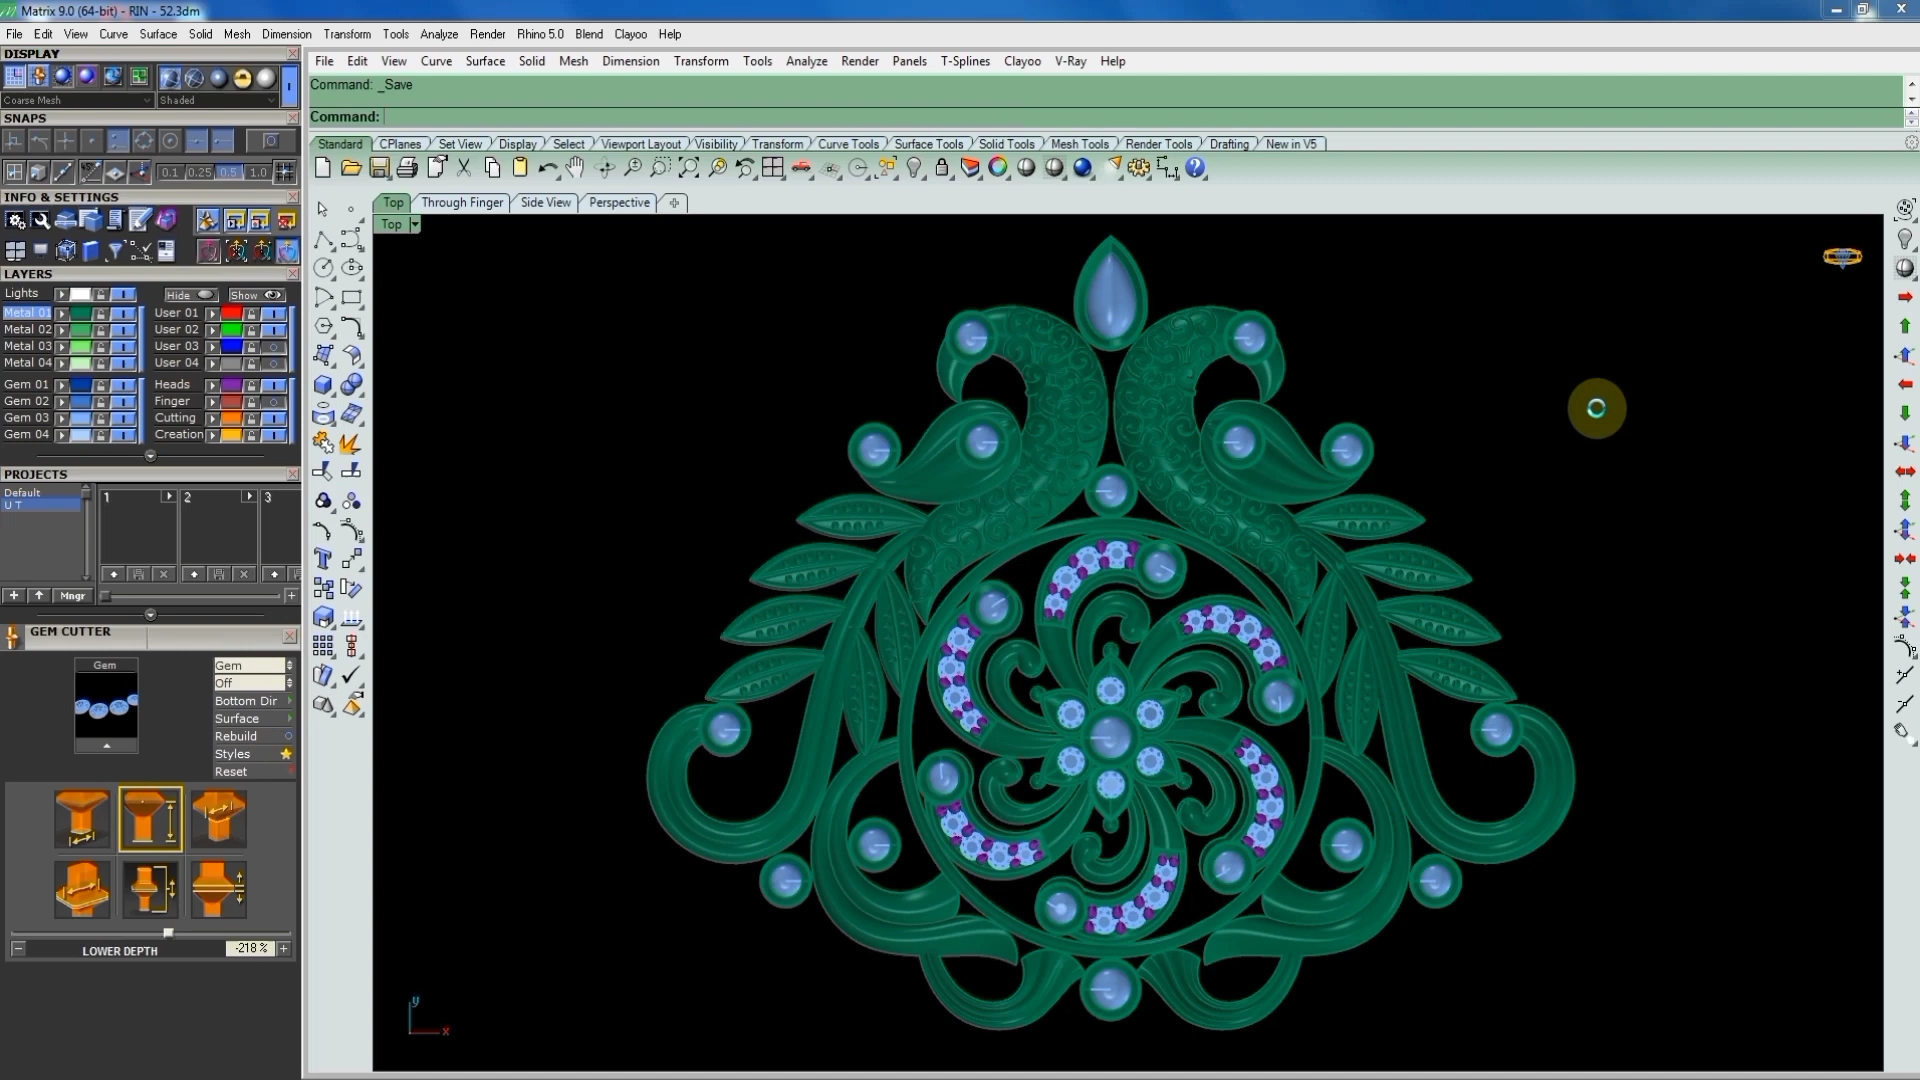 Matrix 9.0 (64-bit) - RIN - 52.3dm
File Edit View Curve Surface Solid Mesh Dimension Transform Tools Analyze Render Rhino 5.0 Blend Clayoo Help
DISPLAY
Coarse Mesh Shaded
SNAPS
0.1 0.25 0.5 1.0
INFO & SETTINGS
LAYERS
Lights Hide Show
Metal 01 User 01
Metal 02 User 02
Metal 03 User 03
Metal 04 User 04
Gem 01 Heads
Gem 02 Finger
Gem 03 Cutting
Gem 04 Creation
PROJECTS
Default
U T
1 2 3
Mngr
GEM CUTTER
Gem
Gem
Off
Bottom Dir
Surface
Rebuild
Styles
Reset
LOWER DEPTH -218 %
File Edit View Curve Surface Solid Mesh Dimension Transform Tools Analyze Render Panels T-Splines Clayoo V-Ray Help
Command: _Save
Command:
Standard CPlanes Set View Display Select Viewport Layout Visibility Transform Curve Tools Surface Tools Solid Tools Mesh Tools Render Tools Drafting New in V5
Top Through Finger Side View Perspective
Top
y
x